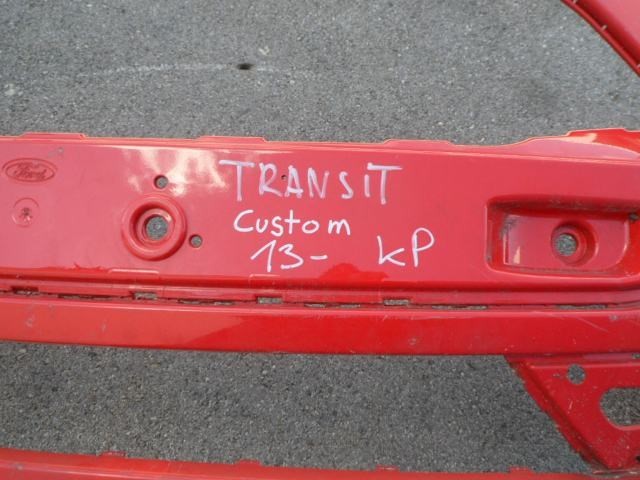 Ford
TRANSIT
Custom
13- KP